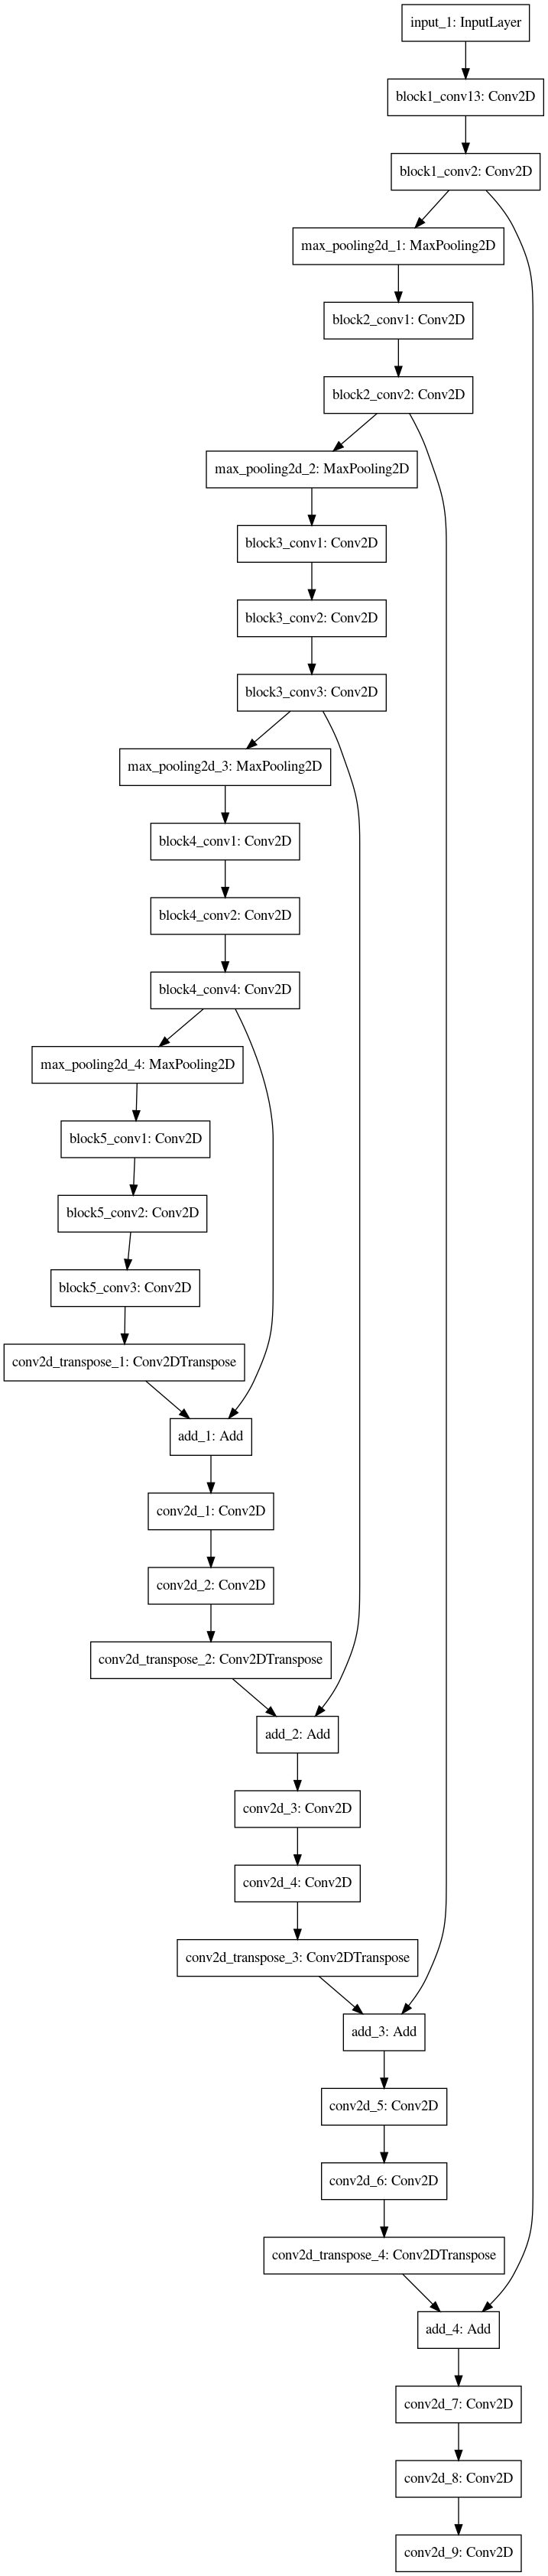 input_1: InputLayer
block1_conv13: Conv2D
block1_conv2: Conv2D
max_pooling2d_1: MaxPooling2D
block2_conv1: Conv2D
block2_conv2: Conv2D
max_pooling2d_2: MaxPooling2D
block3_conv1: Conv2D
block3_conv2: Conv2D
block3_conv3: Conv2D
max_pooling2d_3: MaxPooling2D
block4_conv1: Conv2D
block4_conv2: Conv2D
block4_conv4: Conv2D
max_pooling2d_4: MaxPooling2D
block5_conv1: Conv2D
block5_conv2: Conv2D
block5_conv3: Conv2D
conv2d_transpose_1: Conv2DTranspose
add_1: Add
conv2d_1: Conv2D
conv2d_2: Conv2D
conv2d_transpose_2: Conv2DTranspose
add_2: Add
conv2d_3: Conv2D
conv2d_4: Conv2D
conv2d_transpose_3: Conv2DTranspose
add_3: Add
conv2d_5: Conv2D
conv2d_6: Conv2D
conv2d_transpose_4: Conv2DTranspose
add_4: Add
conv2d_7: Conv2D
conv2d_8: Conv2D
conv2d_9: Conv2D